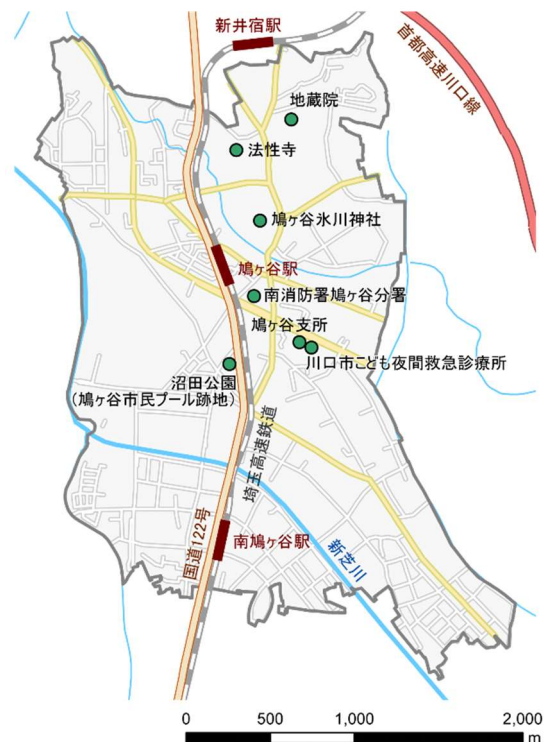 新井宿駅
首都高速川口線
地蔵院
法性寺
鳩ヶ谷氷川神社
鳩ヶ谷駅
南消防署鳩ヶ谷分署
鳩ヶ谷支所
川口市こども夜間救急診療所
沼田公園
(鳩ヶ谷市民プール跡地)
埼玉高速鉄道
国道122号
南鳩ヶ谷駅
新芝川
0 500 1,000 2,000
m